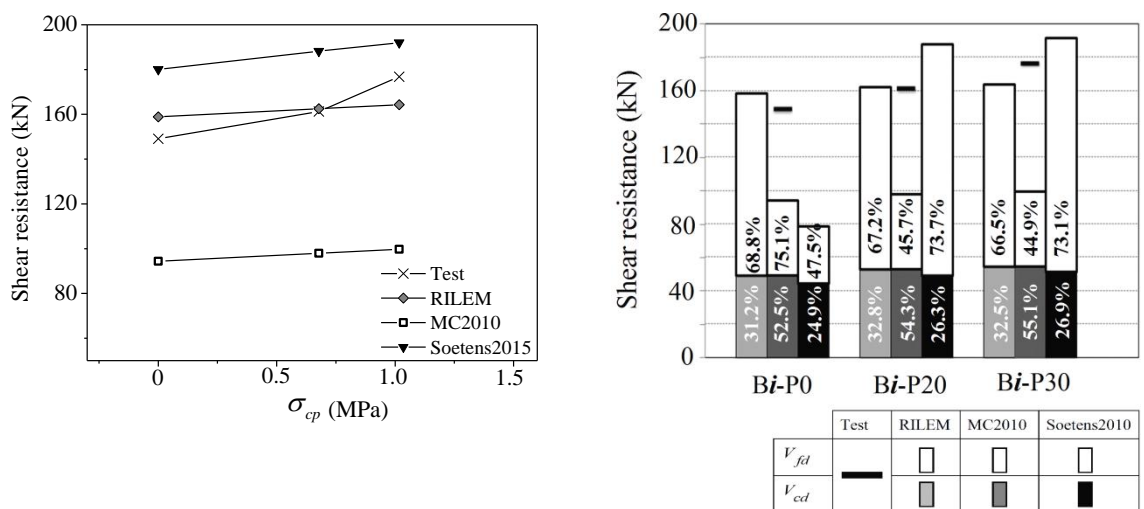 200
160
120
80
Shear resistance (kN)
Test
RILEM
MC2010
Soetens2015
0
0.5
1.0
1.5
σcp (MPa)
200
160
120
80
40
0
Shear resistance (kN)
68.8%
75.1%
47.5%
67.2%
45.7%
73.7%
66.5%
44.9%
73.1%
31.2%
52.5%
24.9%
32.8%
54.3%
26.3%
32.5%
55.1%
26.9%
Bi-P0 Bi-P20 Bi-P30
Test RILEM MC2010 Soetens2010
Vfd
Vcd